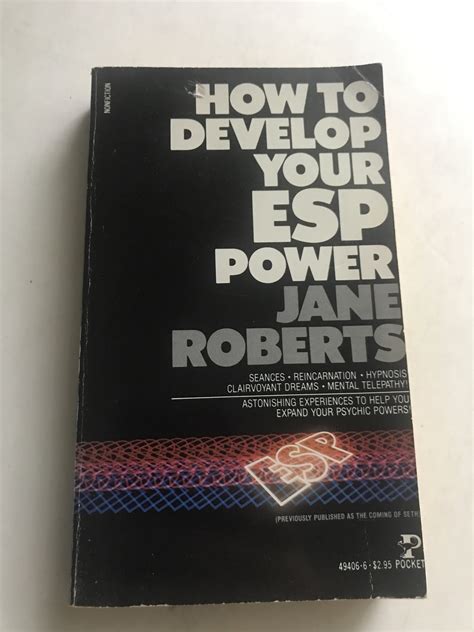 NONFICTION
HOW TO
DEVELOP
YOUR
ESP
POWER
JANE
ROBERTS
SEANCES • REINCARNATION • HYPNOSIS
CLAIRVOYANT DREAMS • MENTAL TELEPATHY!
ASTONISHING EXPERIENCES TO HELP YOU
EXPAND YOUR PSYCHIC POWERS!
ESP
(PREVIOUSLY PUBLISHED AS THE COMING OF SETH)
P
49406-6 • $2.95 POCKET